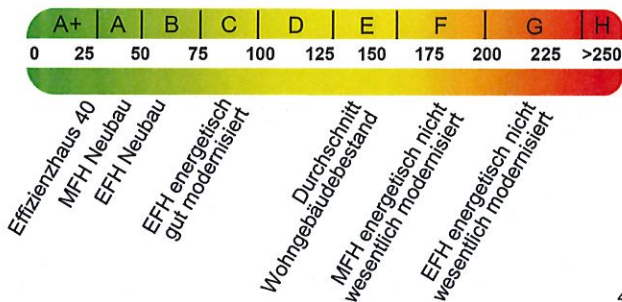 A+ A B C D E F G H
0 25 50 75 100 125 150 175 200 225 >250
Effizienzhaus 40
MFH Neubau
EFH Neubau
EFH energetisch
gut modernisiert
Durchschnitt
Wohngebäudebestand
MFH energetisch nicht
wesentlich modernisiert
EFH energetisch nicht
wesentlich modernisiert